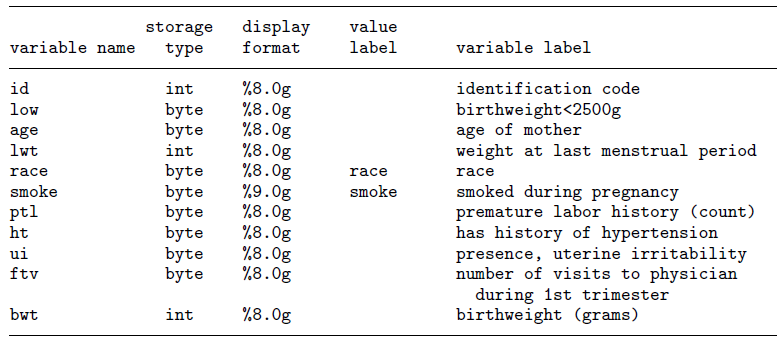 storage display value
variable name type format label variable label
id int %8.0g identification code
low byte %8.0g birthweight<2500g
age byte %8.0g age of mother
lwt int %8.0g weight at last menstrual period
race byte %8.0g race race
smoke byte %9.0g smoke smoked during pregnancy
ptl byte %8.0g premature labor history (count)
ht byte %8.0g has history of hypertension
ui byte %8.0g presence, uterine irritability
ftv byte %8.0g number of visits to physician
during 1st trimester
bwt int %8.0g birthweight (grams)